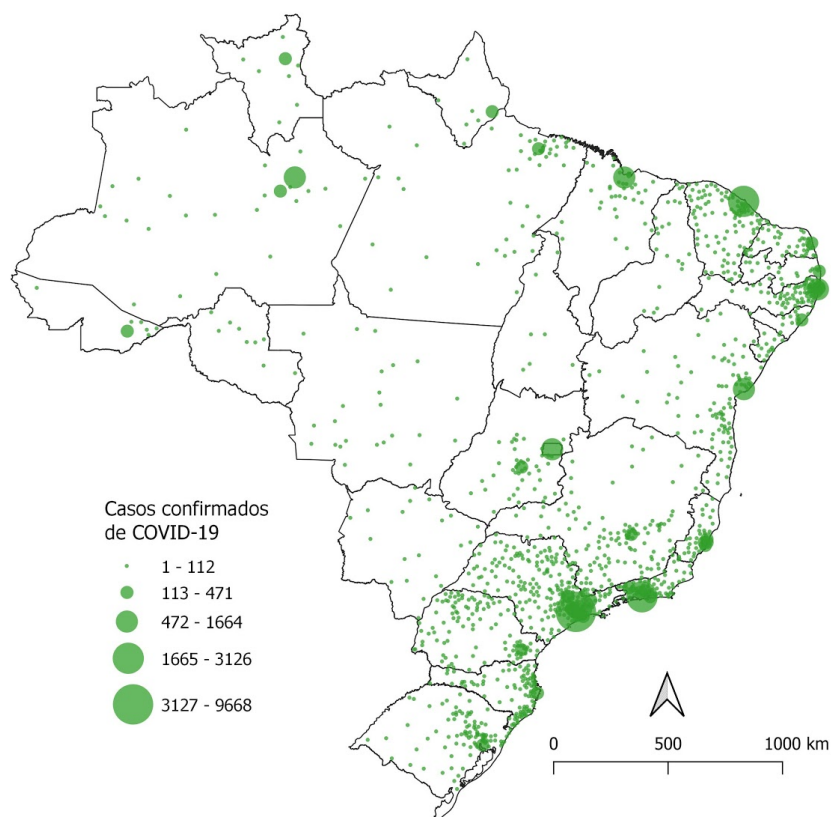 Casos confirmados
de COVID-19
1 - 112
113 - 471
472 - 1664
1665 - 3126
3127 - 9668
0 500 1000 km